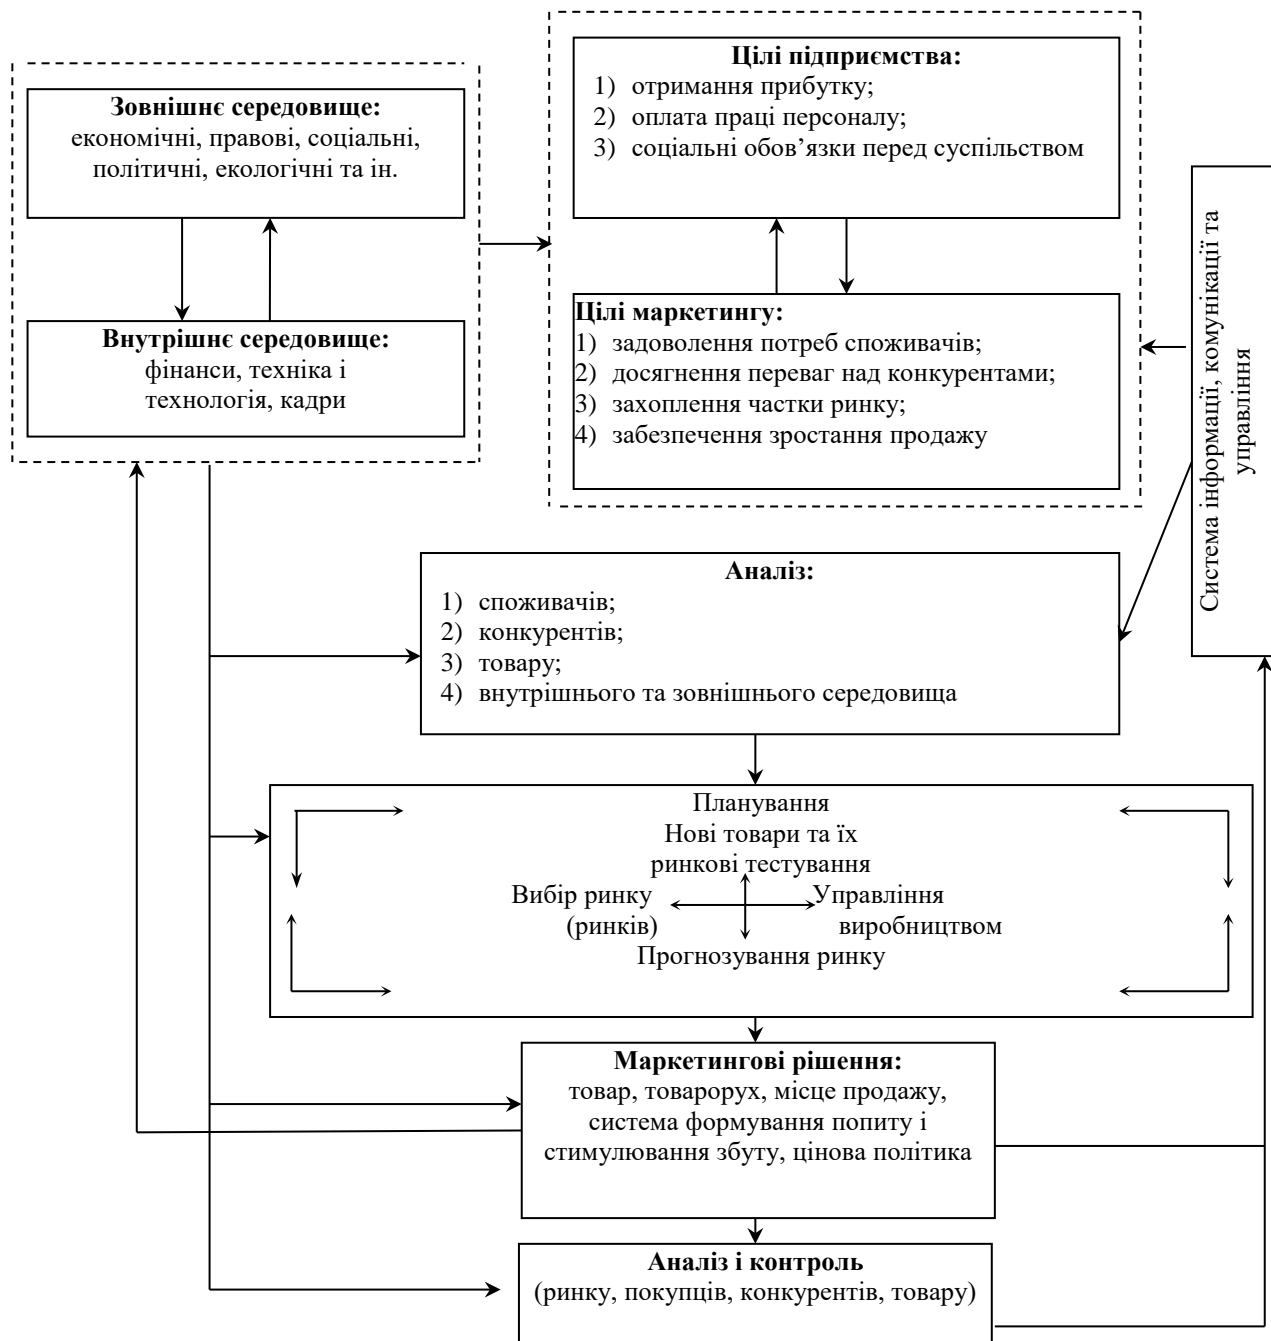 Цілі підприємства:
1) отримання прибутку;
2) оплата праці персоналу;
3) соціальні обов’язки перед суспільством
Зовнішнє середовище:
економічні, правові, соціальні,
політичні, екологічні та ін.
Внутрішнє середовище:
фінанси, техніка і
технологія, кадри
Цілі маркетингу:
1) задоволення потреб споживачів;
2) досягнення переваг над конкурентами;
3) захоплення частки ринку;
4) забезпечення зростання продажу
Система інформації, комунікації та
управління
Аналіз:
1) споживачів;
2) конкурентів;
3) товару;
4) внутрішнього та зовнішнього середовища
Планування
Нові товари та їх
ринкові тестування
Вибір ринку
(ринків)
Управління
виробництвом
Прогнозування ринку
Маркетингові рішення:
товар, товарорух, місце продажу,
система формування попиту і
стимулювання збуту, цінова політика
Аналіз і контроль
(ринку, покупців, конкурентів, товару)